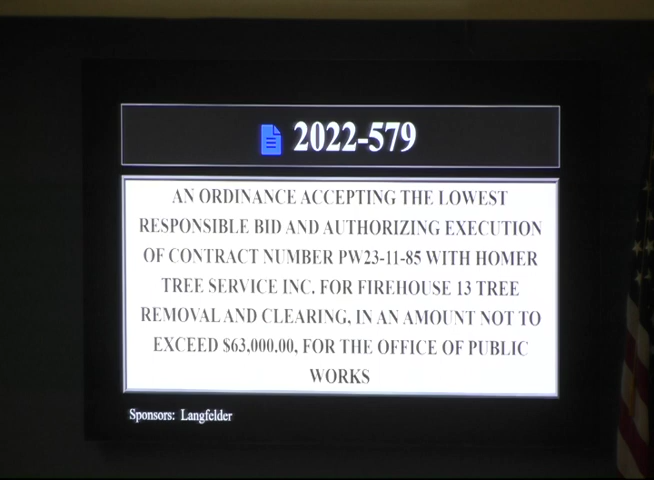 2022-579
AN ORDINANCE ACCEPTING THE LOWEST
RESPONSIBLE BID AND AUTHORIZING EXECUTION
OF CONTRACT NUMBER PW23-11-85 WITH HOMER
TREE SERVICE INC. FOR FIREHOUSE 13 TREE
REMOVAL AND CLEARING, IN AN AMOUNT NOT TO
EXCEED $63,000.00, FOR THE OFFICE OF PUBLIC
WORKS
Sponsors: Langfelder